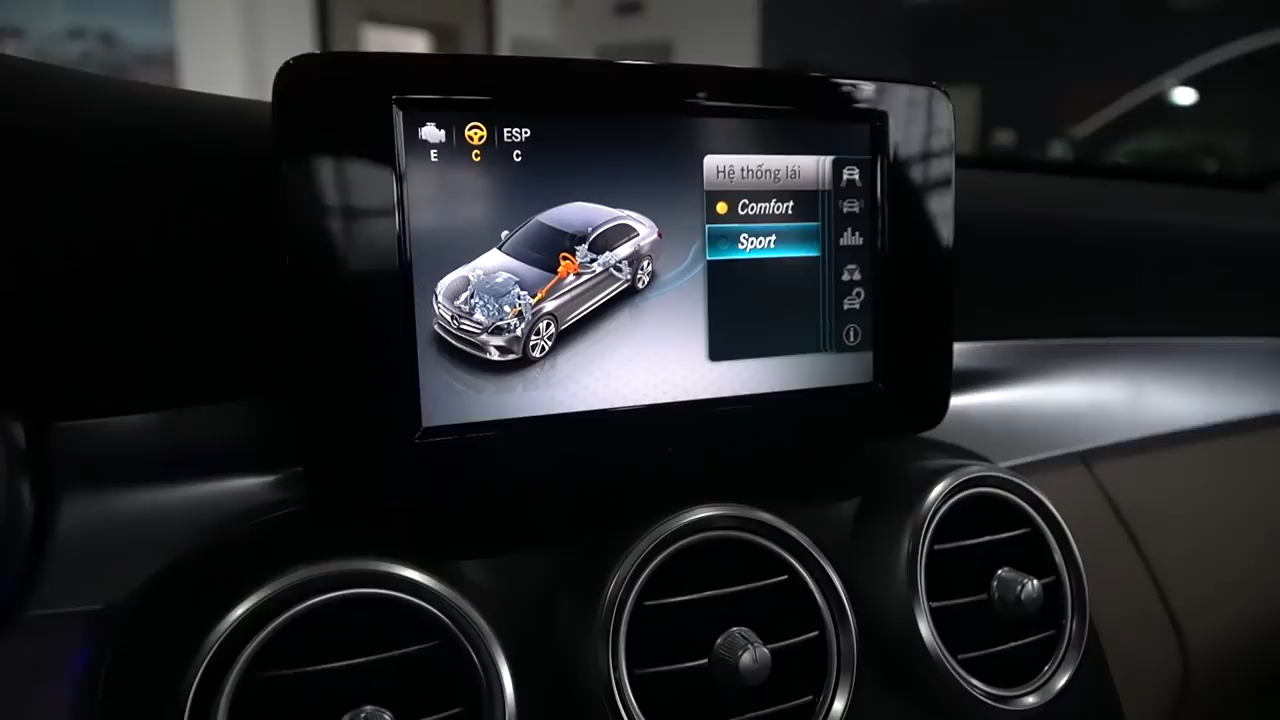 ESP
E C C
Hệ thống lái
Comfort
Sport